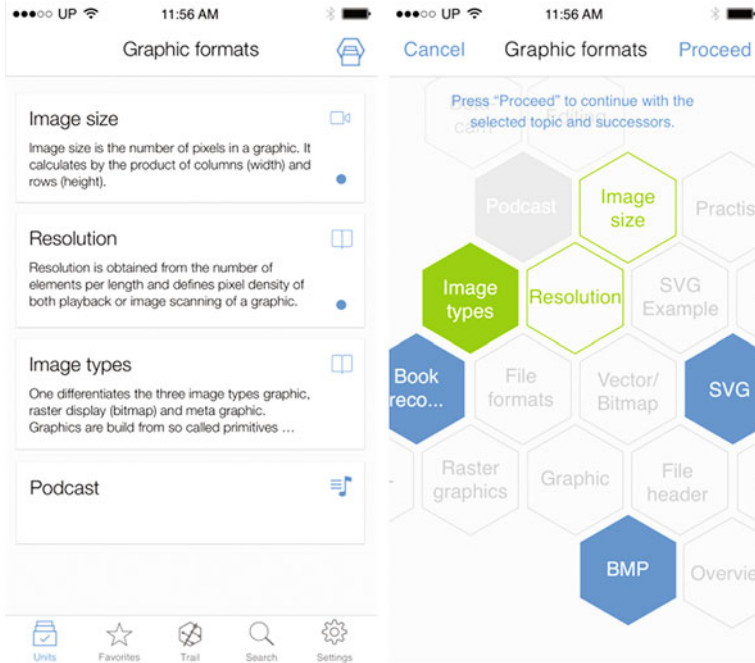 UP 11:56 AM
Graphic formats
Image size
Image size is the number of pixels in a graphic. It
calculates by the product of columns (width) and
rows (height).
Resolution
Resolution is obtained from the number of
elements per length and defines pixel density of
both playback or image scanning of a graphic.
Image types
One differentiates the three image types graphic,
raster display (bitmap) and meta graphic.
Graphics are build from so called primitives ...
Podcast
Units Favorites Trail Search Settings
UP 11:56 AM
Cancel Graphic formats Proceed
Press “Proceed” to continue with the
selected topic and successors.
cam Editing
Podcast
Image
size
Practis
Image
types
Resolution
SVG
Example
Book
reco...
File
formats
Vector/
Bitmap
SVG
Raster
graphics
Graphic
File
header
BMP
Overvie